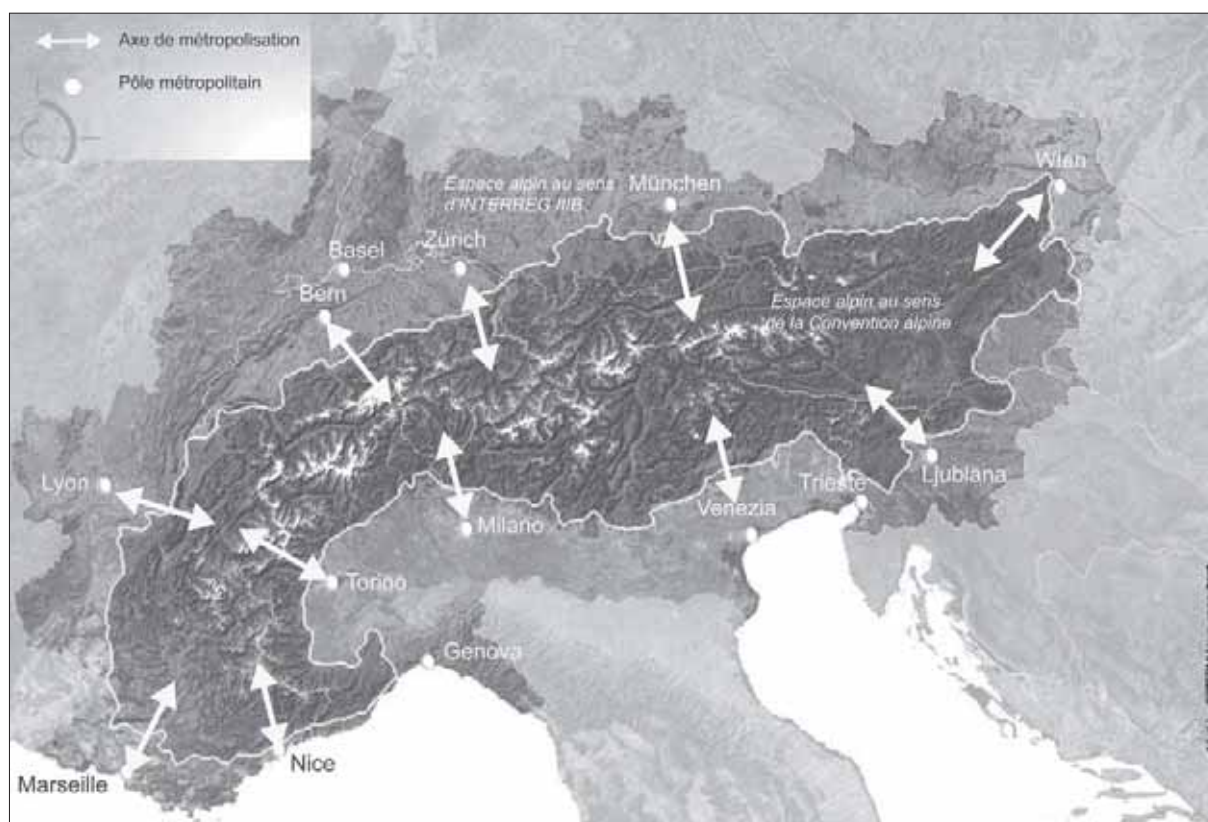 Axe de métropolisation
Pôle métropolitain
Wien
Espace alpin au sens
d'INTERREG IIIB
München
Basel
Zürich
Bern
Espace alpin au sens
de la Convention alpine
Lyon
Ljublana
Trieste
Venezia
Milano
Torino
Genova
Nice
Marseille